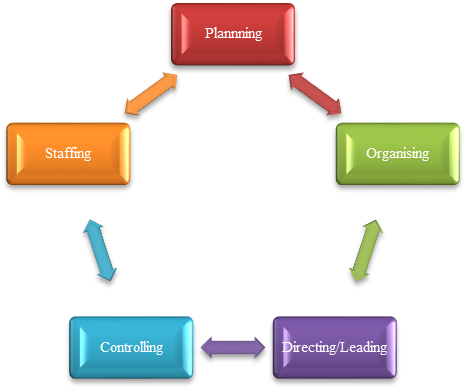 Plannning
Staffing
Organising
Controlling
Directing/Leading